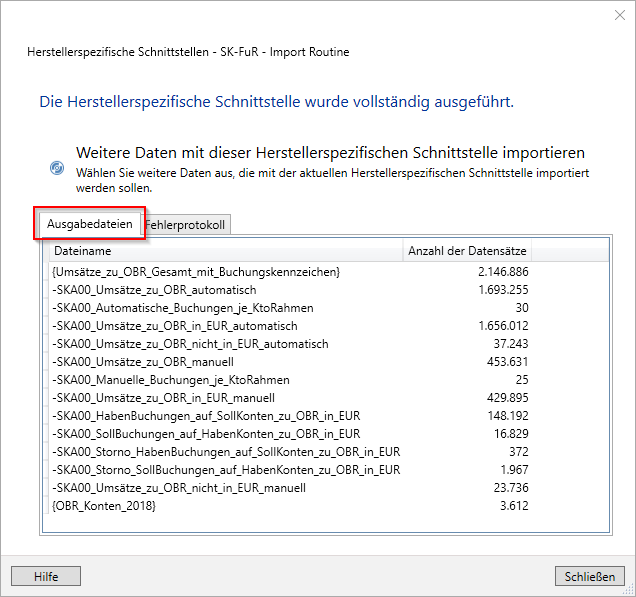 Herstellerspezifische Schnittstellen - SK-FuR - Import Routine
Die Herstellerspezifische Schnittstelle wurde vollständig ausgeführt.
Weitere Daten mit dieser Herstellerspezifischen Schnittstelle importieren
Wählen Sie weitere Daten aus, die mit der aktuellen Herstellerspezifischen Schnittstelle importiert
werden sollen.
Ausgabedateien Fehlerprotokoll
Dateiname Anzahl der Datensätze
{Umsätze_zu_OBR_Gesamt_mit_Buchungskennzeichen} 2.146.886
-SKA00_Umsätze_zu_OBR_automatisch 1.693.255
-SKA00_Automatische_Buchungen_je_KtoRahmen 30
-SKA00_Umsätze_zu_OBR_in_EUR_automatisch 1.656.012
-SKA00_Umsätze_zu_OBR_nicht_in_EUR_automatisch 37.243
-SKA00_Umsätze_zu_OBR_manuell 453.631
-SKA00_Manuelle_Buchungen_je_KtoRahmen 25
-SKA00_Umsätze_zu_OBR_in_EUR_manuell 429.895
-SKA00_HabenBuchungen_auf_SollKonten_zu_OBR_in_EUR 148.192
-SKA00_SollBuchungen_auf_HabenKonten_zu_OBR_in_EUR 16.829
-SKA00_Storno_HabenBuchungen_auf_SollKonten_zu_OBR_in_EUR 372
-SKA00_Storno_SollBuchungen_auf_HabenKonten_zu_OBR_in_EUR 1.967
-SKA00_Umsätze_zu_OBR_nicht_in_EUR_manuell 23.736
{OBR_Konten_2018} 3.612
Hilfe Schließen